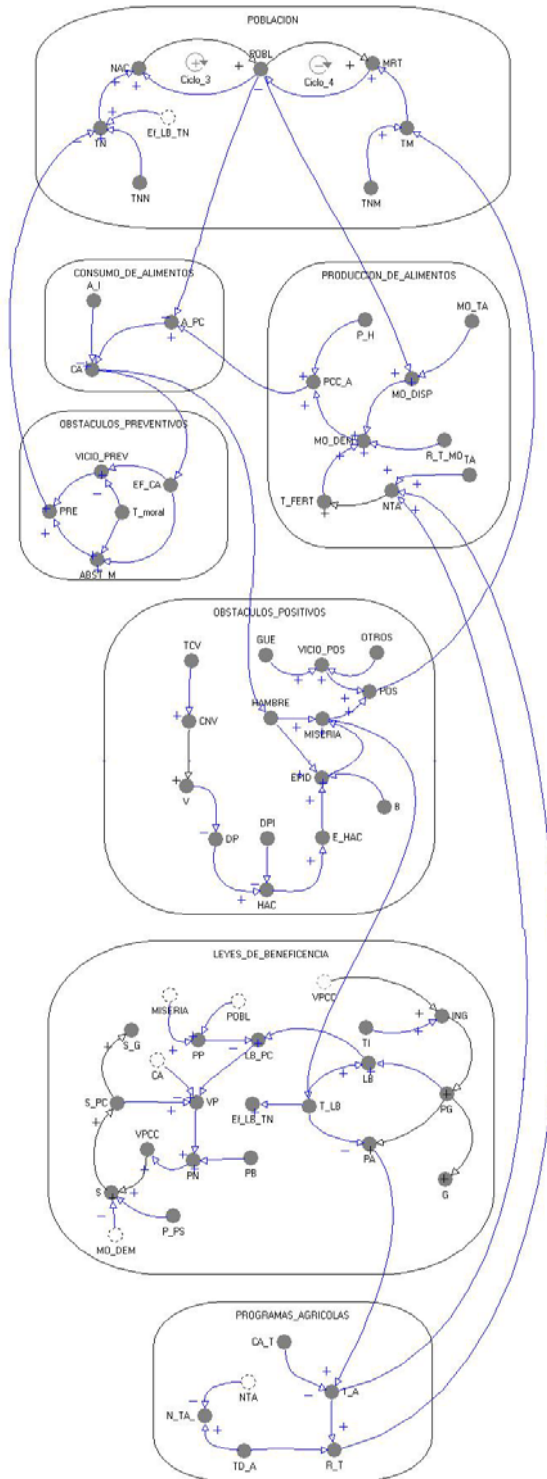 POBLACION
POBL
NAC
MRT
Ciclo_3
Ciclo_4
Ef_LB_TN
TN
TM
TNN
TNM
CONSUMO_DE_ALIMENTOS
A_I
A_PC
CA
PRODUCCION_DE_ALIMENTOS
P_H
MO_TA
PCC_A
MO_DISP
MO_DEM
R_T_MO
TA
T_FERT
NTA
OBSTACULOS_PREVENTIVOS
VICIO_PREV
EF_CA
PRE
T_moral
ABST_M
OBSTACULOS_POSITIVOS
TCV
GUE
VICIO_POS
OTROS
POS
HAMBRE
CNV
MISERIA
EPID
V
B
DPI
DP
E_HAC
HAC
LEYES_DE_BENEFICENCIA
VPCC
MISERIA
POBL
ING
S_G
TI
PP
LB_PC
LB
CA
S_PC
VP
Ef_LB_TN
T_LB
PG
VPCC
PA
PN
PB
S
G
P_PS
MO_DEM
PROGRAMAS_AGRICOLAS
CA_T
NTA
T_A
N_TA_
TD_A
R_T